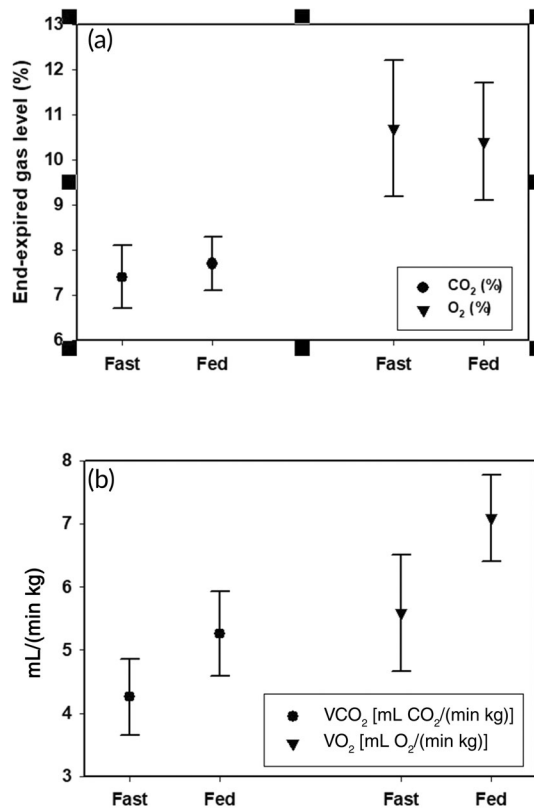 13
12
11
10
9
8
7
6
End-expired gas level (%)
(a)
CO₂ (%)
O₂ (%)
Fast Fed Fast Fed
8
7
6
5
4
3
mL/(min kg)
(b)
VCO₂ [mL CO₂/(min kg)]
VO₂ [mL O₂/(min kg)]
Fast Fed Fast Fed